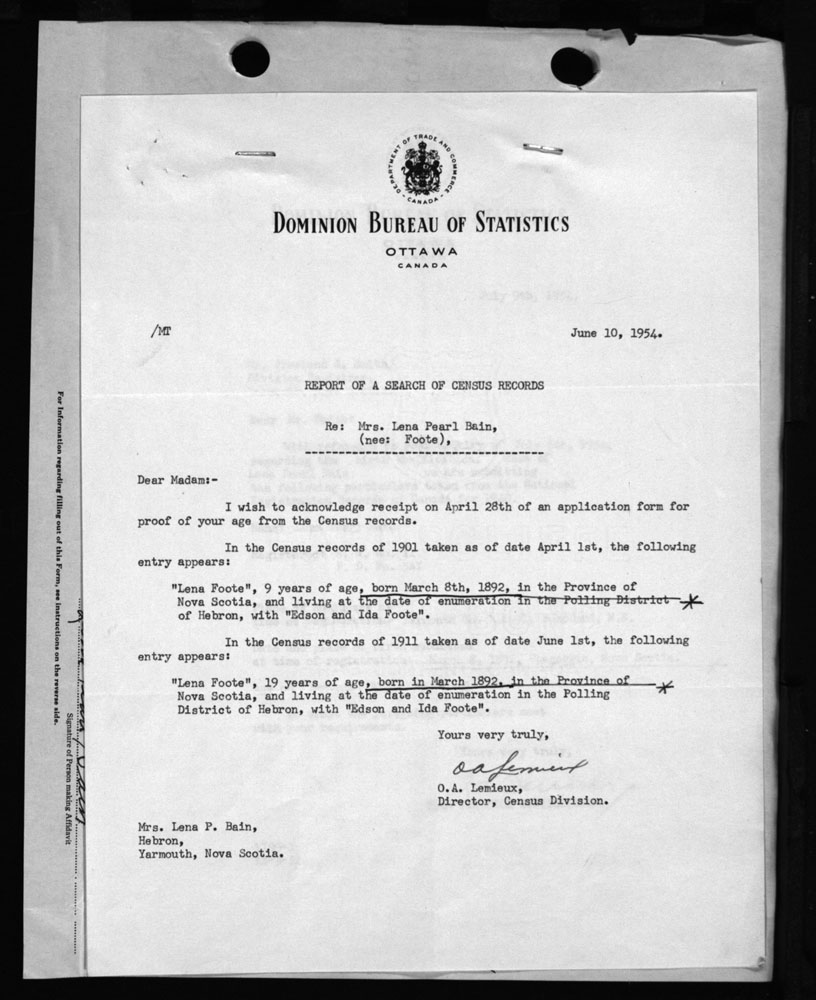 DEPARTMENT OF TRADE AND COMMERCE
- CANADA -
DOMINION BUREAU OF STATISTICS
OTTAWA
CANADA
/MT
June 10, 1954.
REPORT OF A SEARCH OF CENSUS RECORDS
Re: Mrs. Lena Pearl Bain,
(nee: Foote),
Dear Madam:-
I wish to acknowledge receipt on April 28th of an application form for
proof of your age from the Census records.
In the Census records of 1901 taken as of date April 1st, the following
entry appears:
"Lena Foote", 9 years of age, born March 8th, 1892, in the Province of
Nova Scotia, and living at the date of enumeration in the Polling District
of Hebron, with "Edson and Ida Foote".
In the Census records of 1911 taken as of date June 1st, the following
entry appears:
"Lena Foote", 19 years of age, born in March 1892, in the Province of
Nova Scotia, and living at the date of enumeration in the Polling
District of Hebron, with "Edson and Ida Foote".
Yours very truly,
O A Lemieux
O.A. Lemieux,
Director, Census Division.
Mrs. Lena P. Bain,
Hebron,
Yarmouth, Nova Scotia.
Signature of Person making Affidavit
For Information regarding filling out of this Form, see instructions on the reverse side.